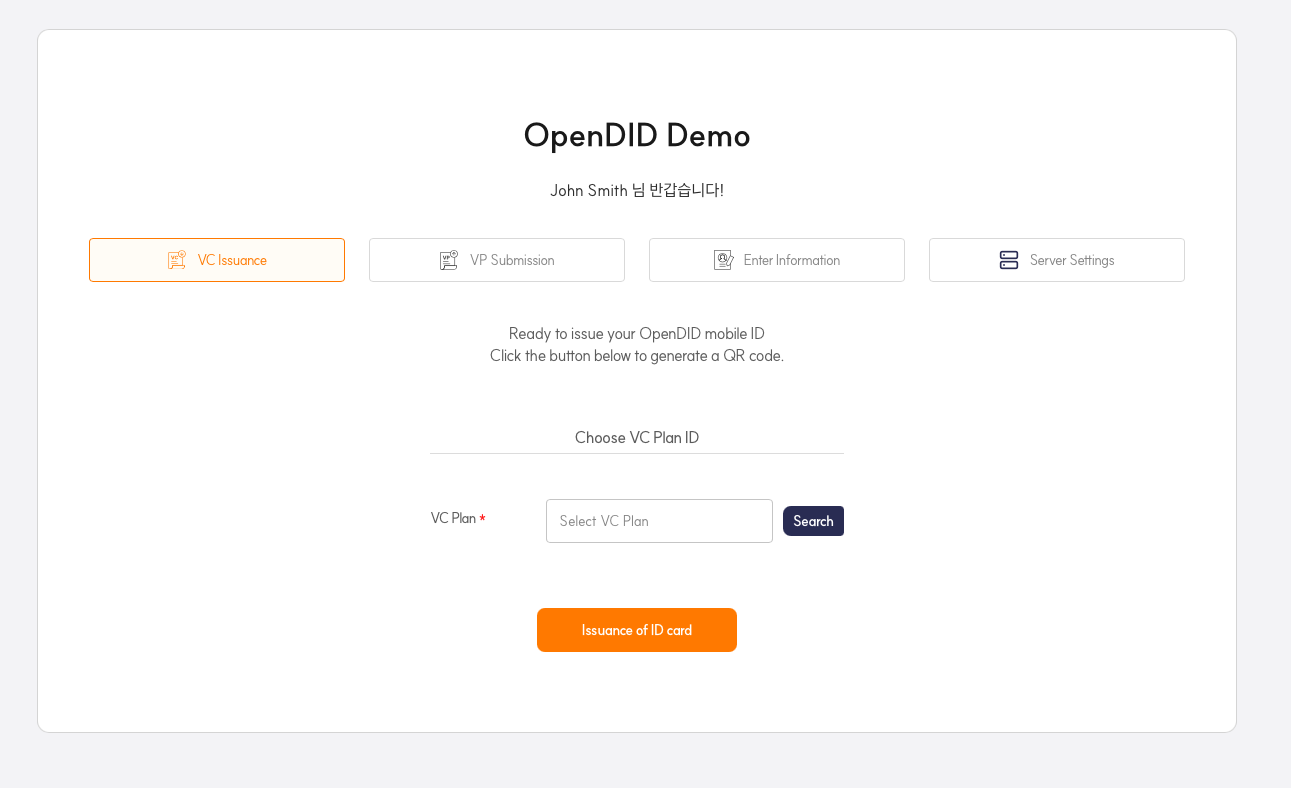 OpenDID Demo
John Smith 님 반갑습니다!
VC Issuance
VP Submission
Enter Information
Server Settings
Ready to issue your OpenDID mobile ID
Click the button below to generate a QR code.
Choose VC Plan ID
VC Plan *
Select VC Plan
Search
Issuance of ID card